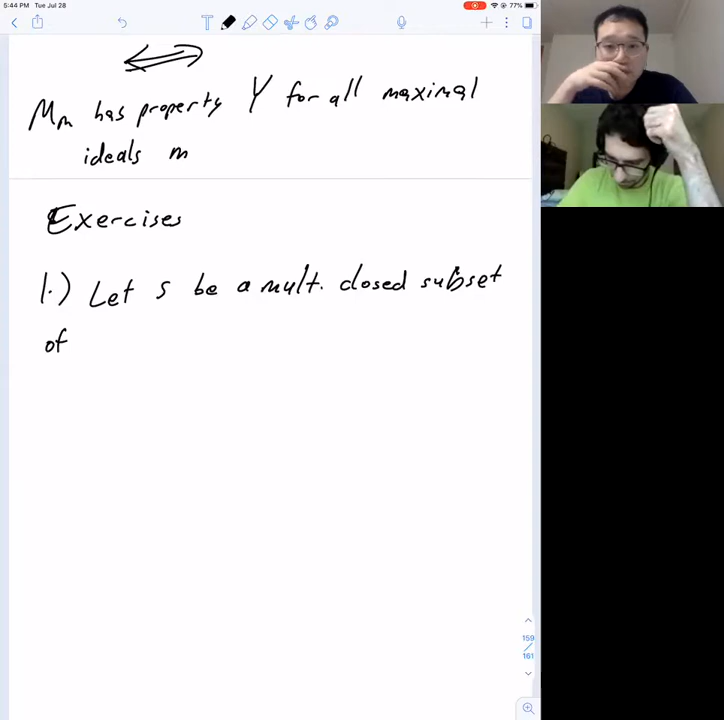 5:44 PM Tue Jul 28
77%
⟺
Mm has property Y for all maximal
ideals m
Exercises
1.) Let S be a mult. closed subset
of
159
/
161